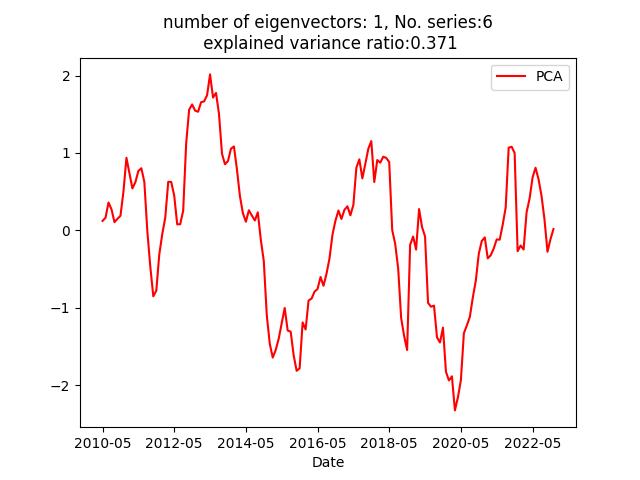 number of eigenvectors: 1, No. series:6
explained variance ratio:0.371
PCA
2
1
0
−1
−2
2010-05 2012-05 2014-05 2016-05 2018-05 2020-05 2022-05
Date